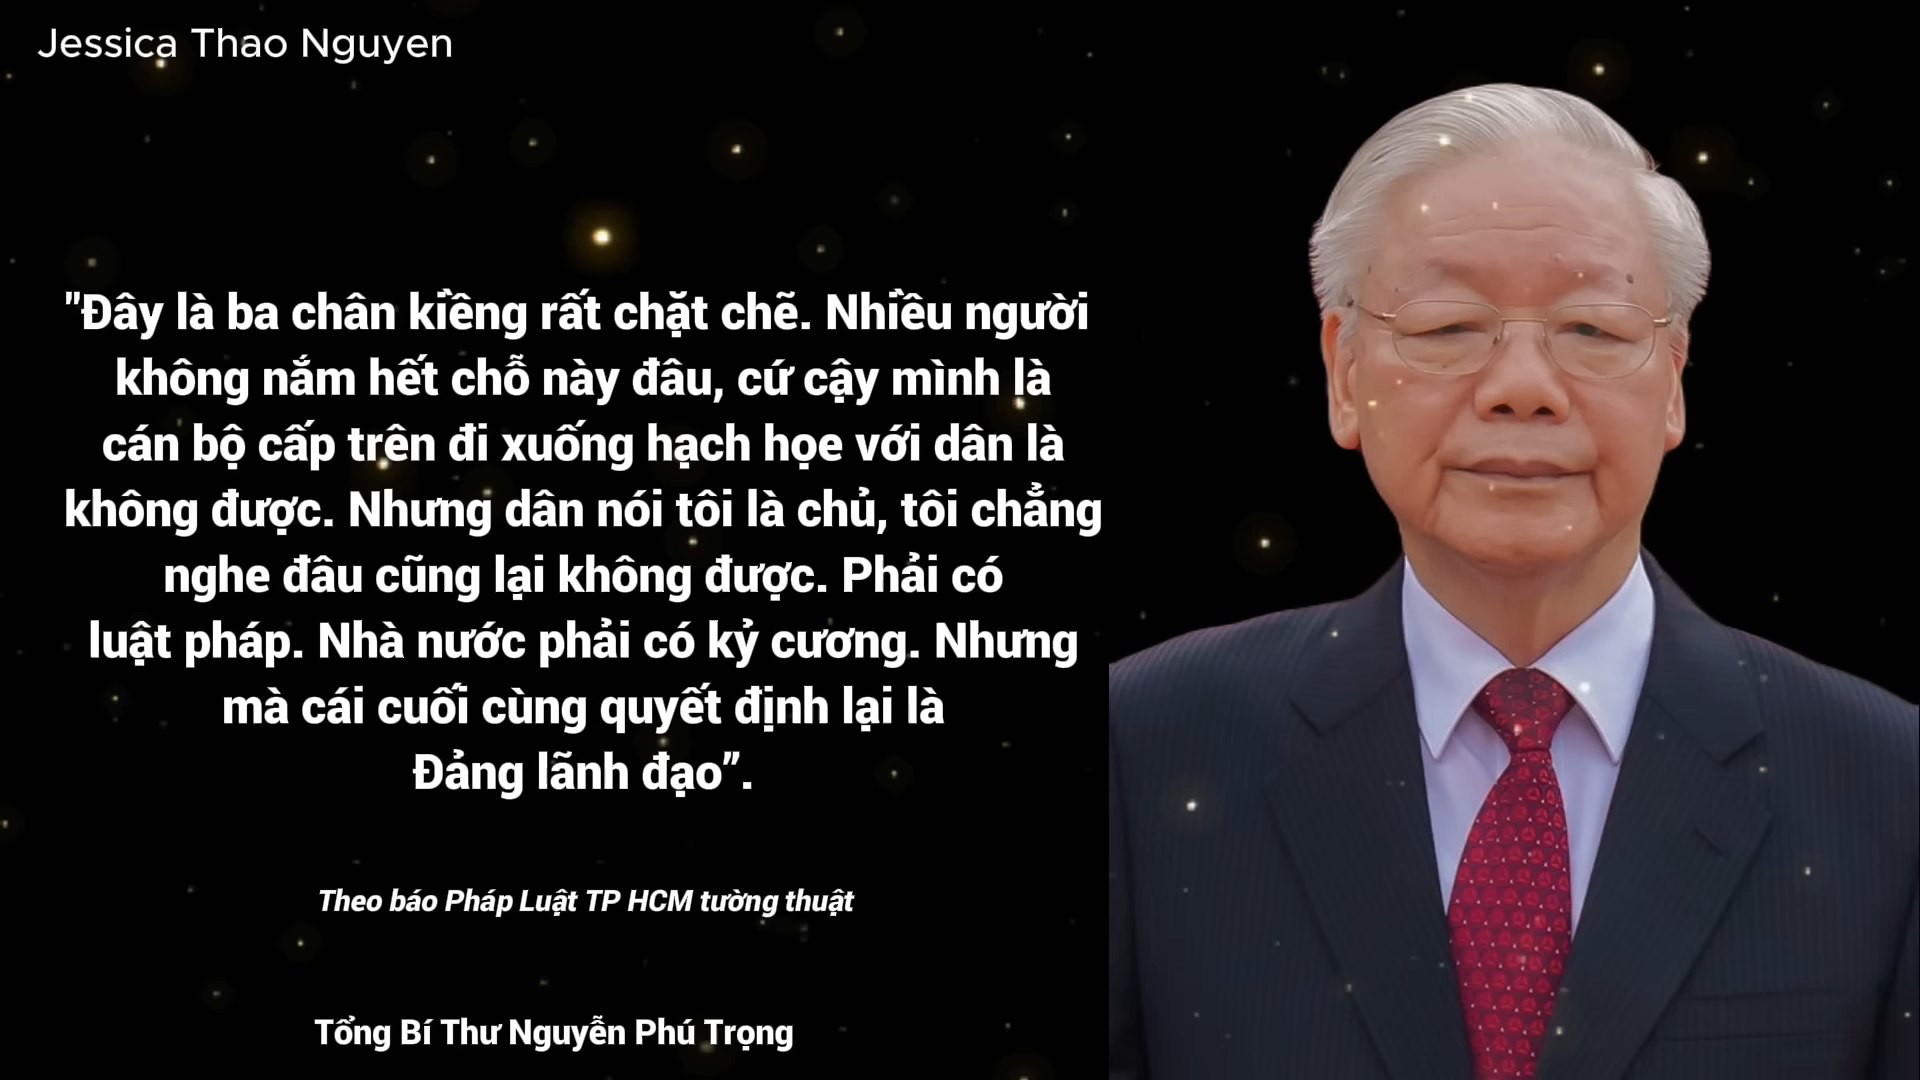 Jessica Thao Nguyen
"Đây là ba chân kiềng rất chặt chẽ. Nhiều người
không nắm hết chỗ này đâu, cứ cậy mình là
cán bộ cấp trên đi xuống hạch họe với dân là
không được. Nhưng dân nói tôi là chủ, tôi chẳng
nghe đâu cũng lại không được. Phải có
luật pháp. Nhà nước phải có kỷ cương. Nhưng
mà cái cuối cùng quyết định lại là
Đảng lãnh đạo”.
Theo báo Pháp Luật TP HCM tường thuật
Tổng Bí Thư Nguyễn Phú Trọng